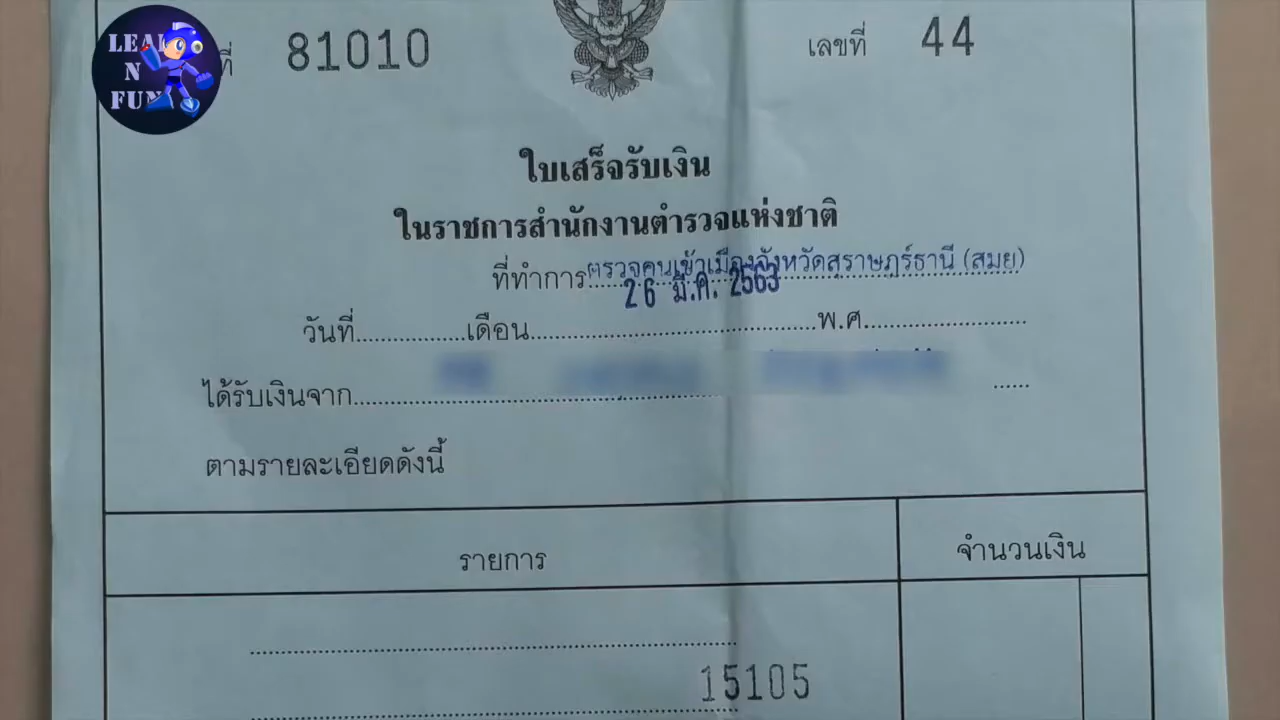 LEA
N
FUN
ที่ 81010
เลขที่ 44
ใบเสร็จรับเงิน
ในราชการสำนักงานตำรวจแห่งชาติ
ที่ทำการ ตรวจคนเข้าเมืองจังหวัดสุราษฎร์ธานี (สมย)
26 มี.ค. 2563
วันที่..............เดือน....................................พ.ศ.....................
ได้รับเงินจาก
ตามรายละเอียดดังนี้
รายการ จำนวนเงิน
15105